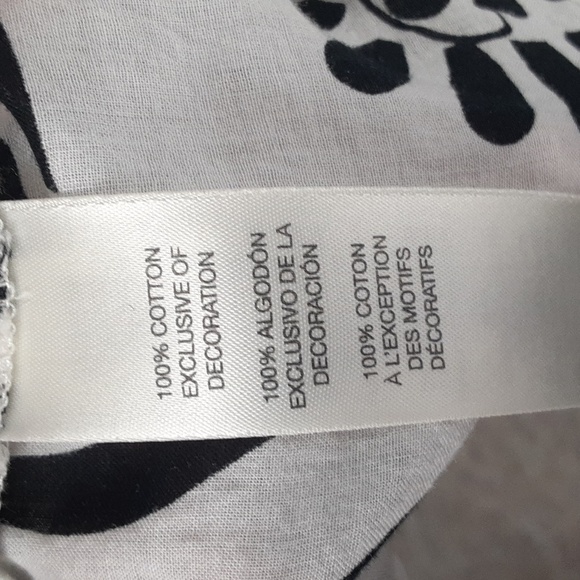 100% COTTON
EXCLUSIVE OF
DECORATION
100% ALGODÓN
EXCLUSIVO DE LA
DECORACIÓN
100% COTON
À L'EXCEPTION
DES MOTIFS
DÉCORATIFS